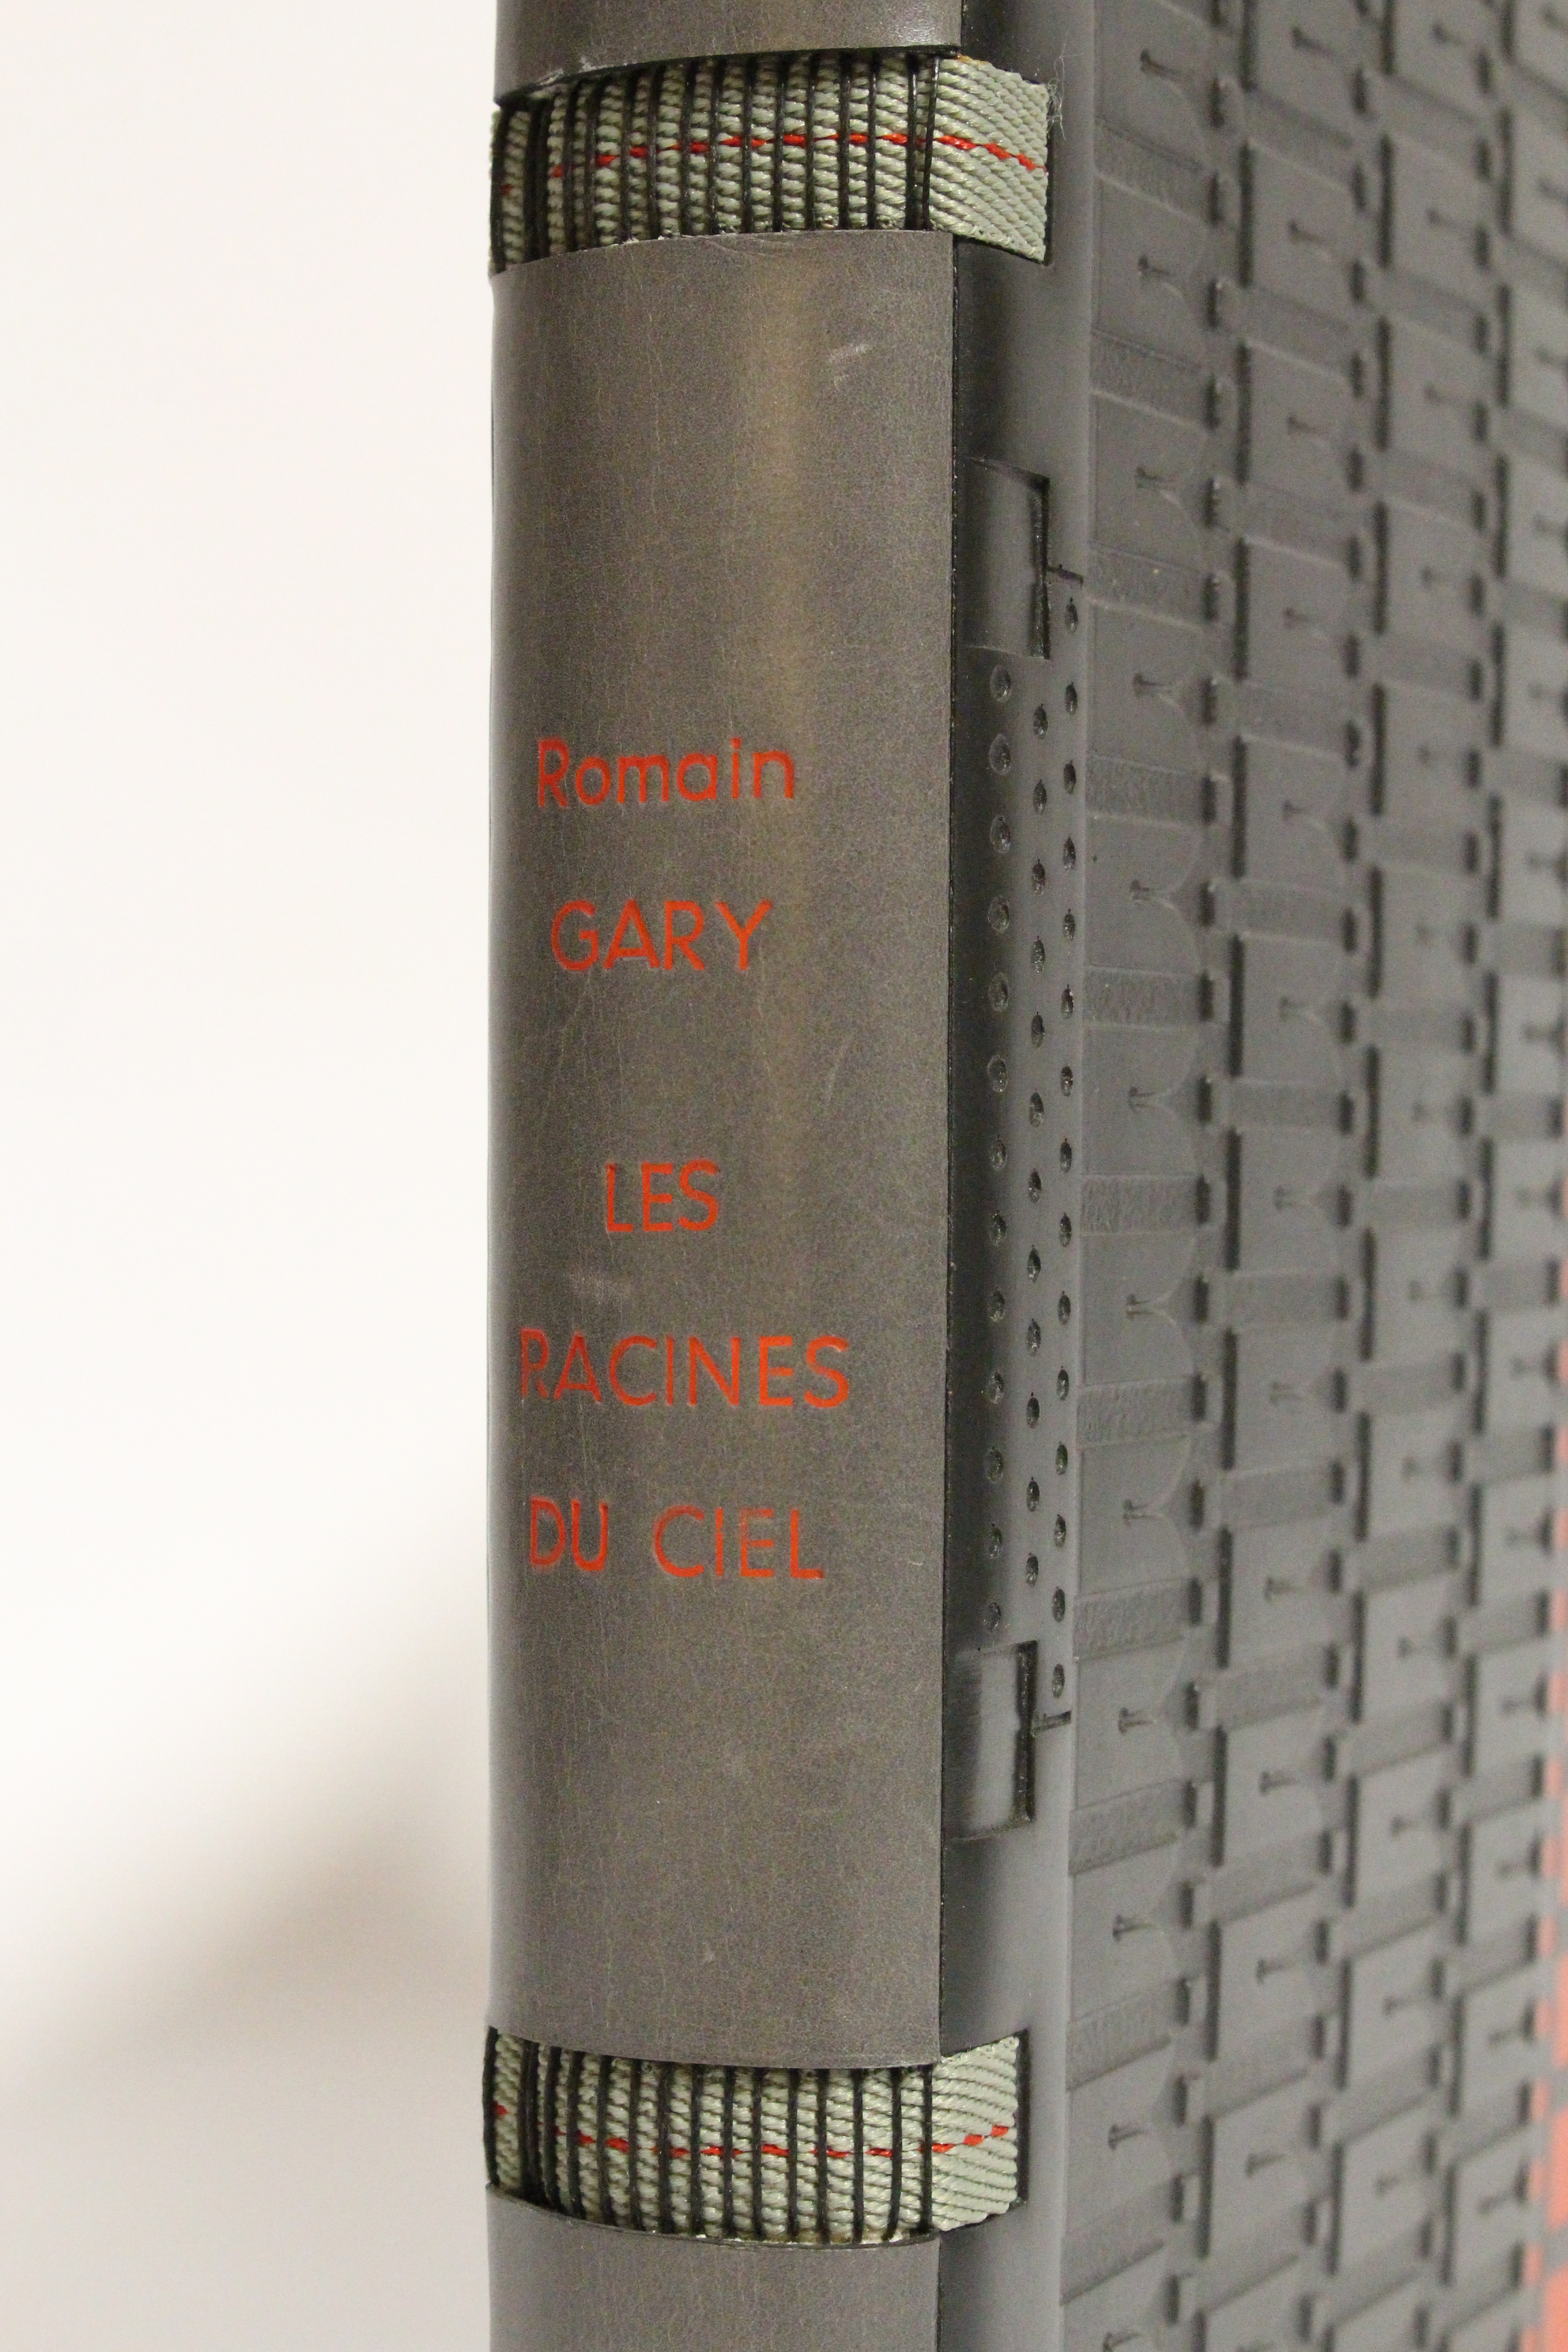 Romain
GARY
LES
RACINES
DU CIEL